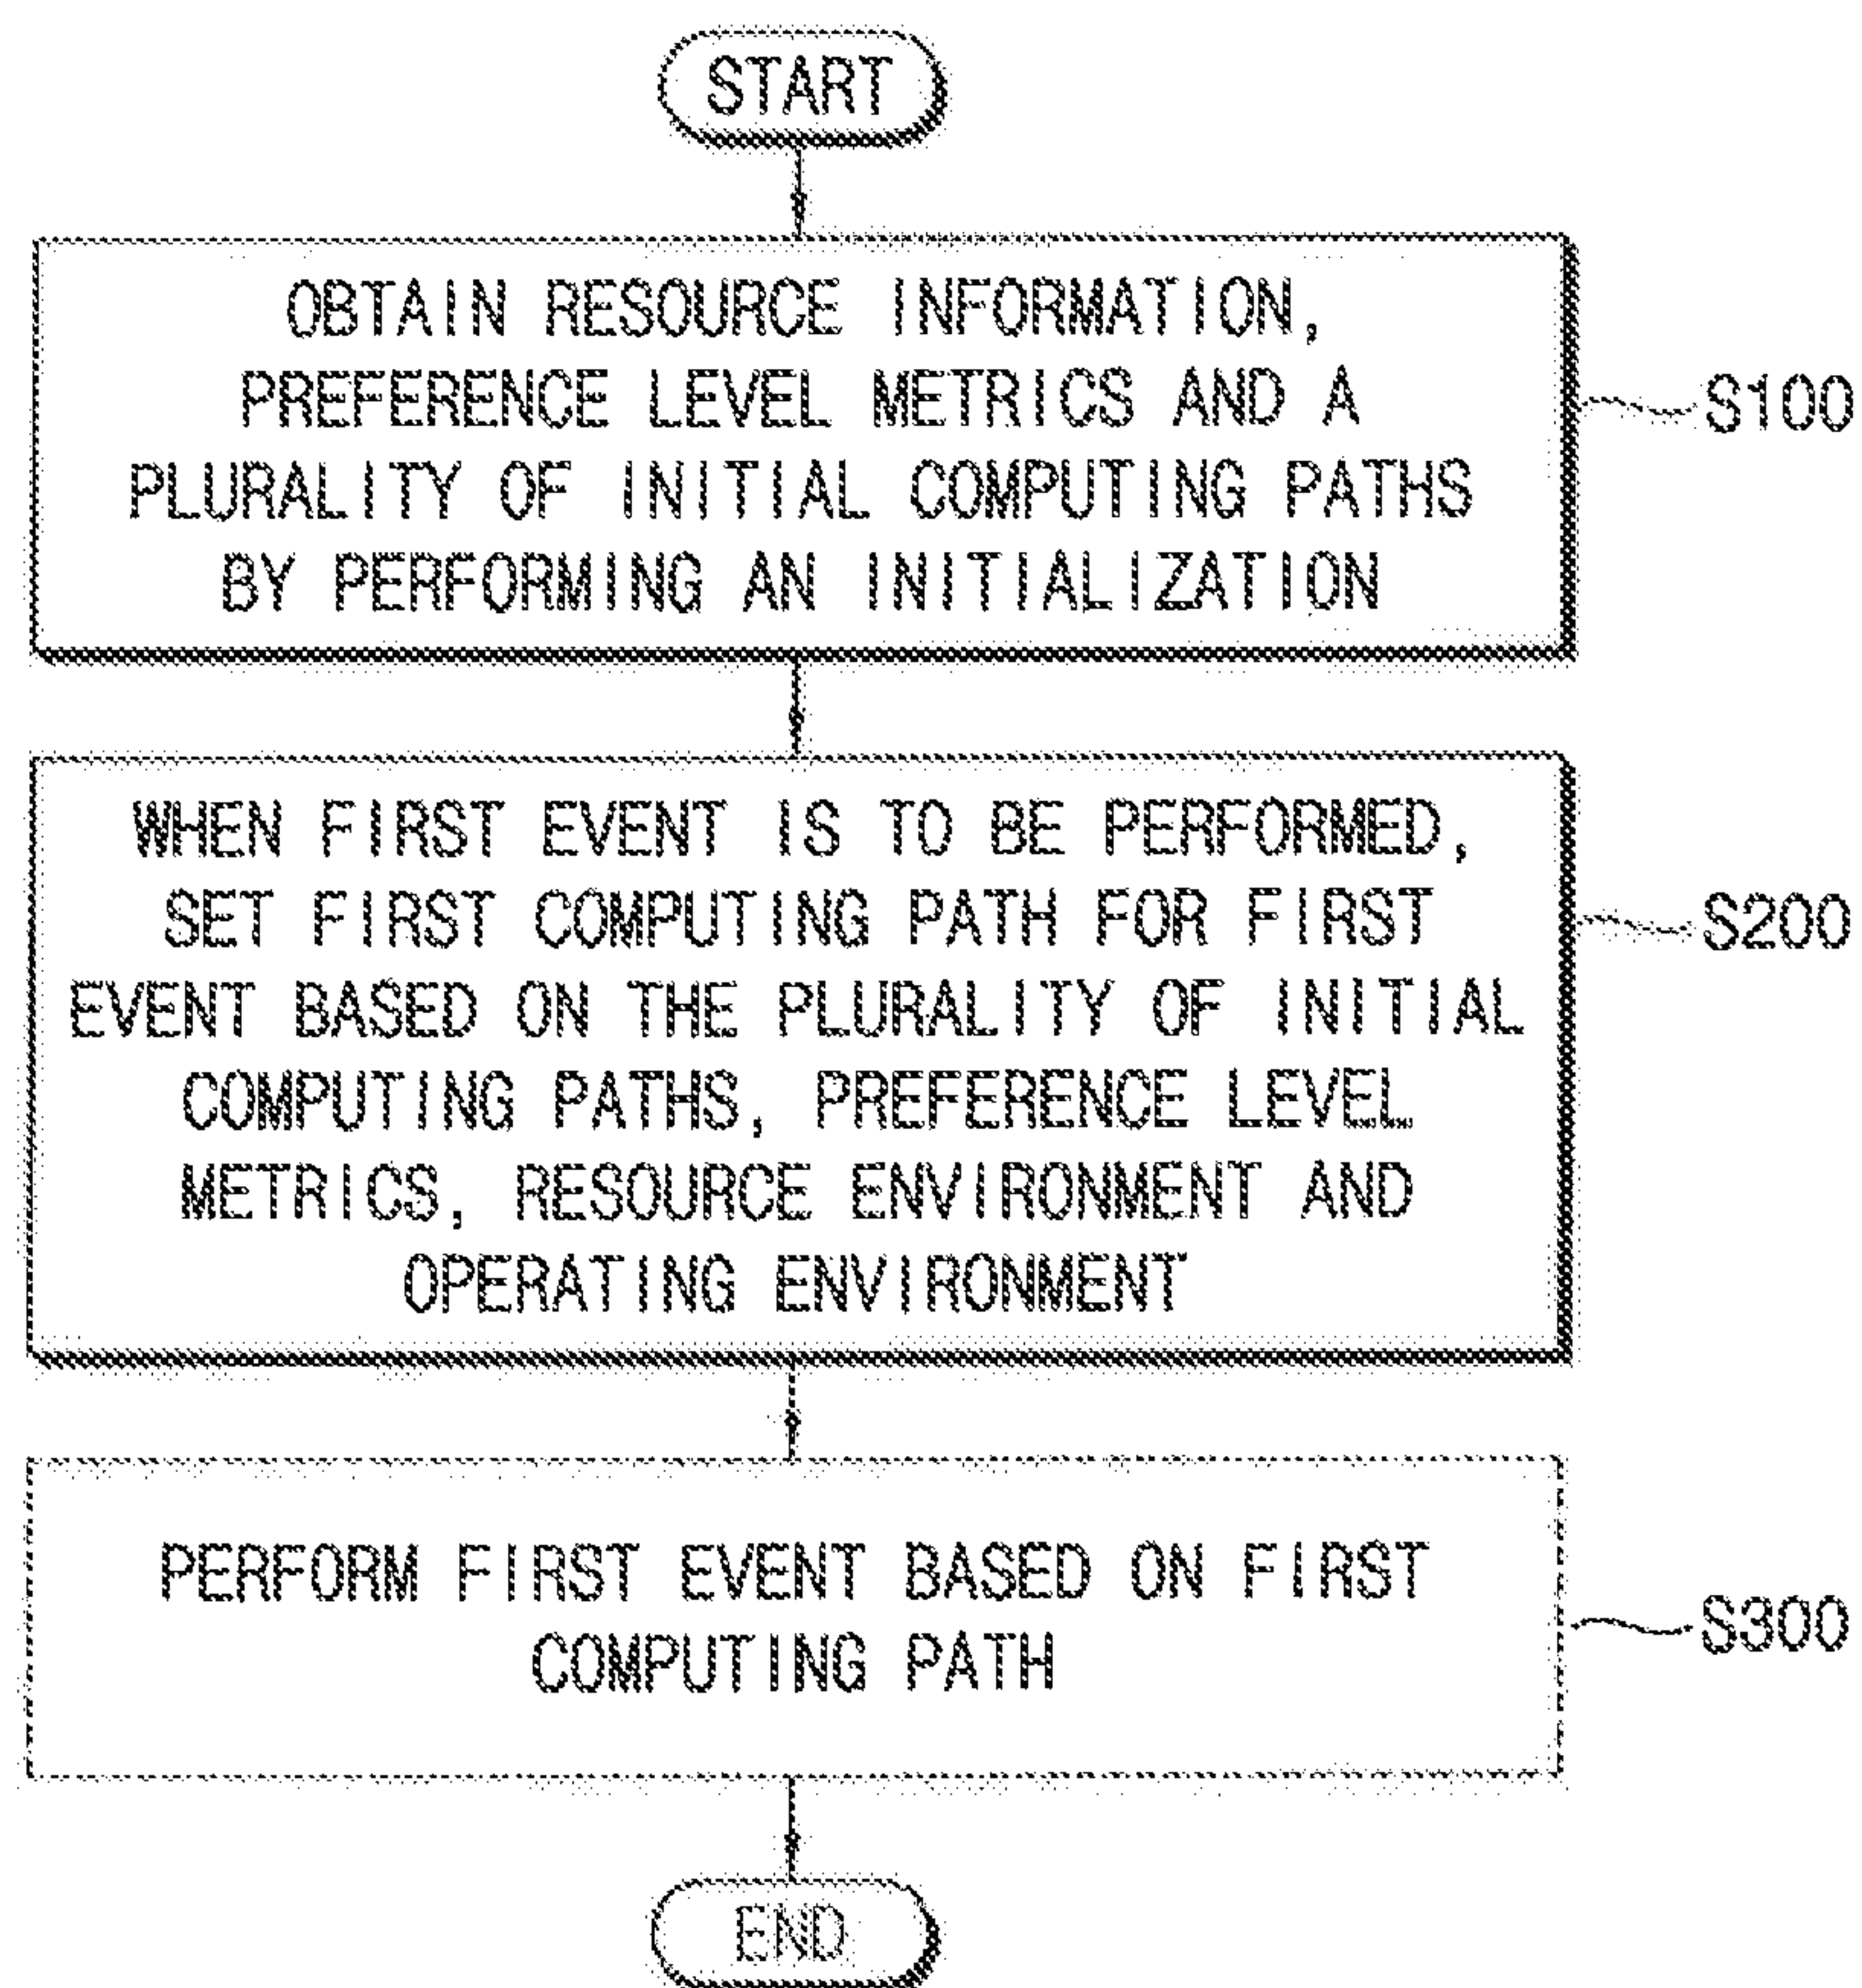 START
OBTAIN RESOURCE INFORMATION,
PREFERENCE LEVEL METRICS AND A
PLURALITY OF INITIAL COMPUTING PATHS
BY PERFORMING AN INITIALIZATION
S100
WHEN FIRST EVENT IS TO BE PERFORMED,
SET FIRST COMPUTING PATH FOR FIRST
EVENT BASED ON THE PLURALITY OF INITIAL
COMPUTING PATHS, PREFERENCE LEVEL
METRICS, RESOURCE ENVIRONMENT AND
OPERATING ENVIRONMENT
S200
PERFORM FIRST EVENT BASED ON FIRST
COMPUTING PATH
S300
END